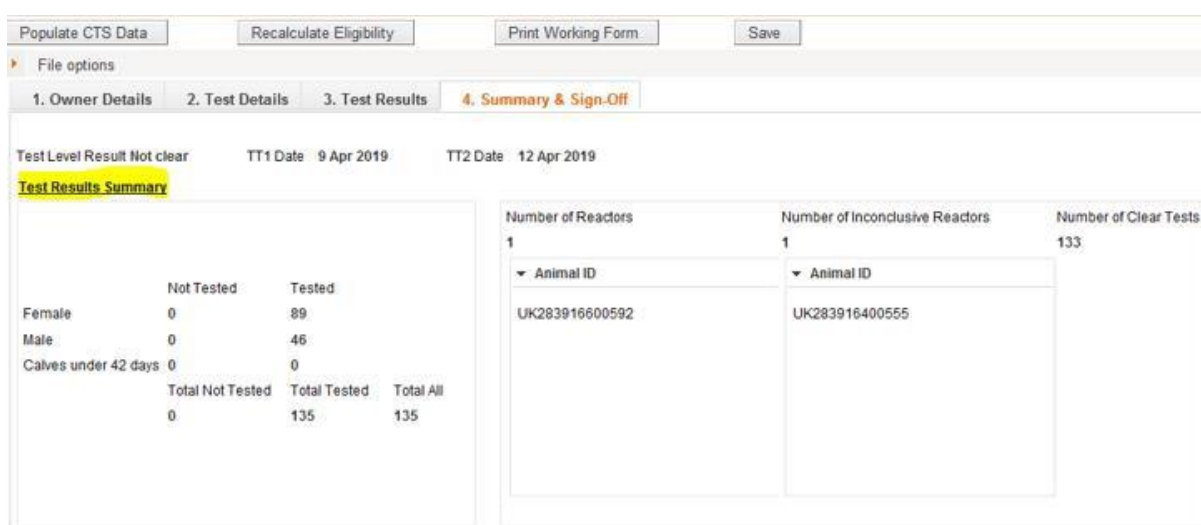 Populate CTS Data Recalculate Eligibility Print Working Form Save
File options
1. Owner Details 2. Test Details 3. Test Results 4. Summary & Sign-Off
Test Level Result Not clear TT1 Date 9 Apr 2019 TT2 Date 12 Apr 2019
Test Results Summary
Not Tested Tested
Female 0 89
Male 0 46
Calves under 42 days 0 0
Total Not Tested Total Tested Total All
0 135 135
Number of Reactors Number of Inconclusive Reactors Number of Clear Tests
1 1 133
Animal ID Animal ID
UK283916600592 UK283916400555